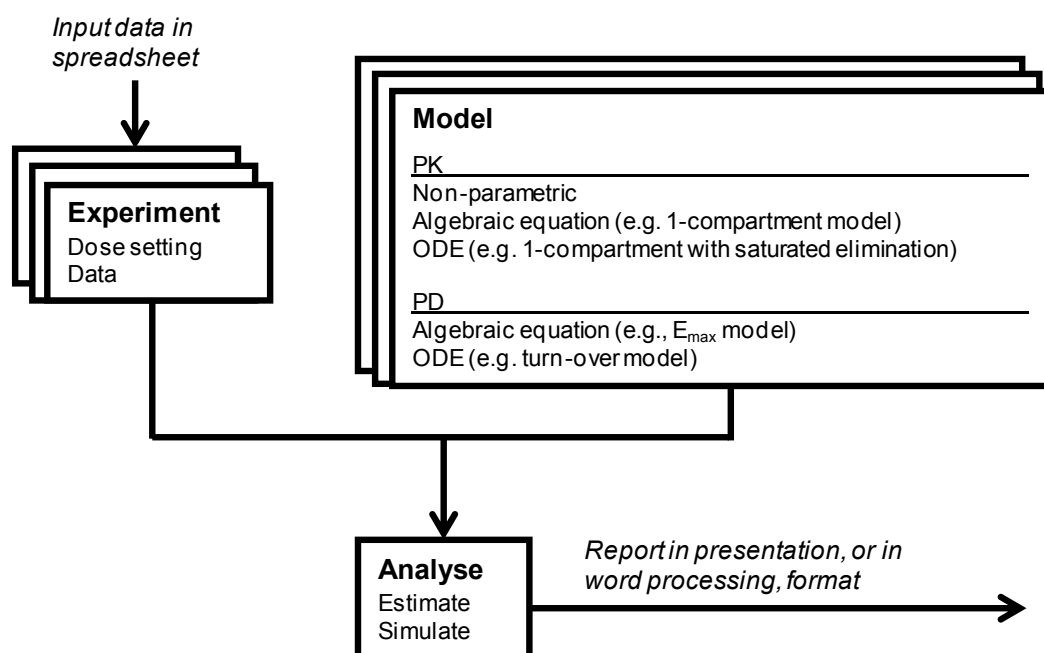 Input data in
spreadsheet
Experiment
Dose setting
Data
Model
PK
Non-parametric
Algebraic equation (e.g. 1-compartment model)
ODE (e.g. 1-compartment with saturated elimination)
PD
Algebraic equation (e.g., Emax model)
ODE (e.g. turn-over model)
Analyse
Estimate
Simulate
Report in presentation, or in
word processing, format